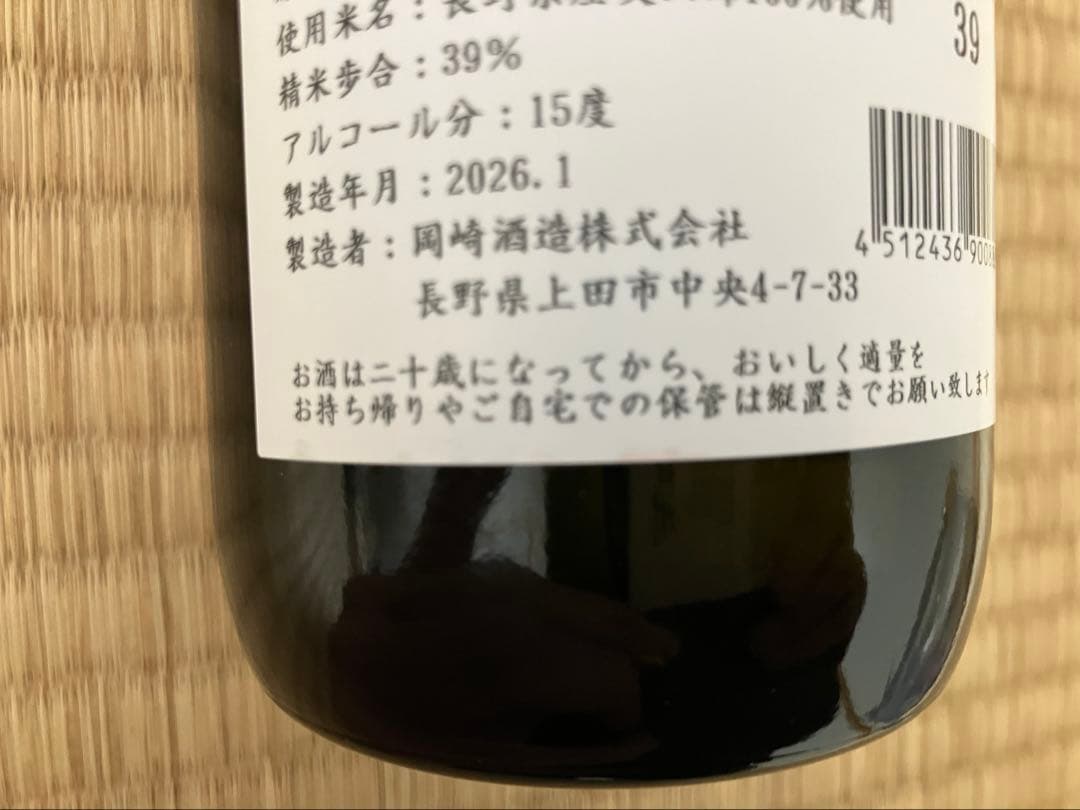 使用米名：長野県産美山錦100%使用
39
精米歩合：39%
アルコール分：15度
製造年月：2026.1
製造者：岡崎酒造株式会社
長野県上田市中央4-7-33
4 512436 900
お酒は二十歳になってから、おいしく適量を
お持ち帰りやご自宅での保管は縦置きでお願い致します